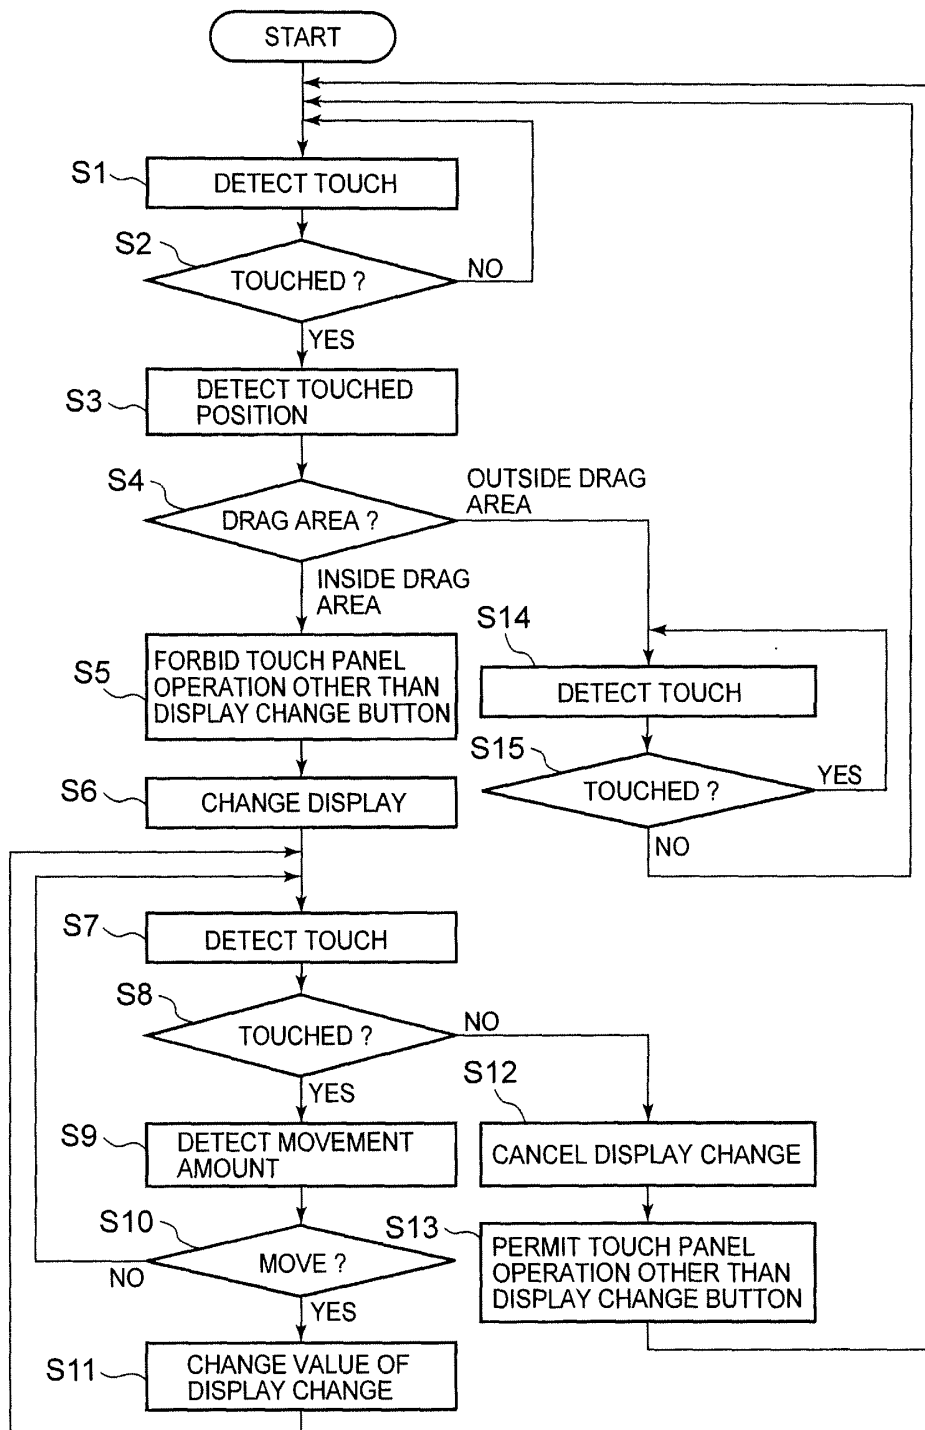 START
S1
DETECT TOUCH
S2
TOUCHED ?
NO
YES
S3
DETECT TOUCHED
POSITION
S4
DRAG AREA ?
OUTSIDE DRAG
AREA
INSIDE DRAG
AREA
S5
FORBID TOUCH PANEL
OPERATION OTHER THAN
DISPLAY CHANGE BUTTON
S14
DETECT TOUCH
S15
TOUCHED ?
YES
NO
S6
CHANGE DISPLAY
S7
DETECT TOUCH
S8
TOUCHED ?
NO
YES
S12
CANCEL DISPLAY CHANGE
S9
DETECT MOVEMENT
AMOUNT
S10
MOVE ?
NO
YES
S13
PERMIT TOUCH PANEL
OPERATION OTHER THAN
DISPLAY CHANGE BUTTON
S11
CHANGE VALUE OF
DISPLAY CHANGE